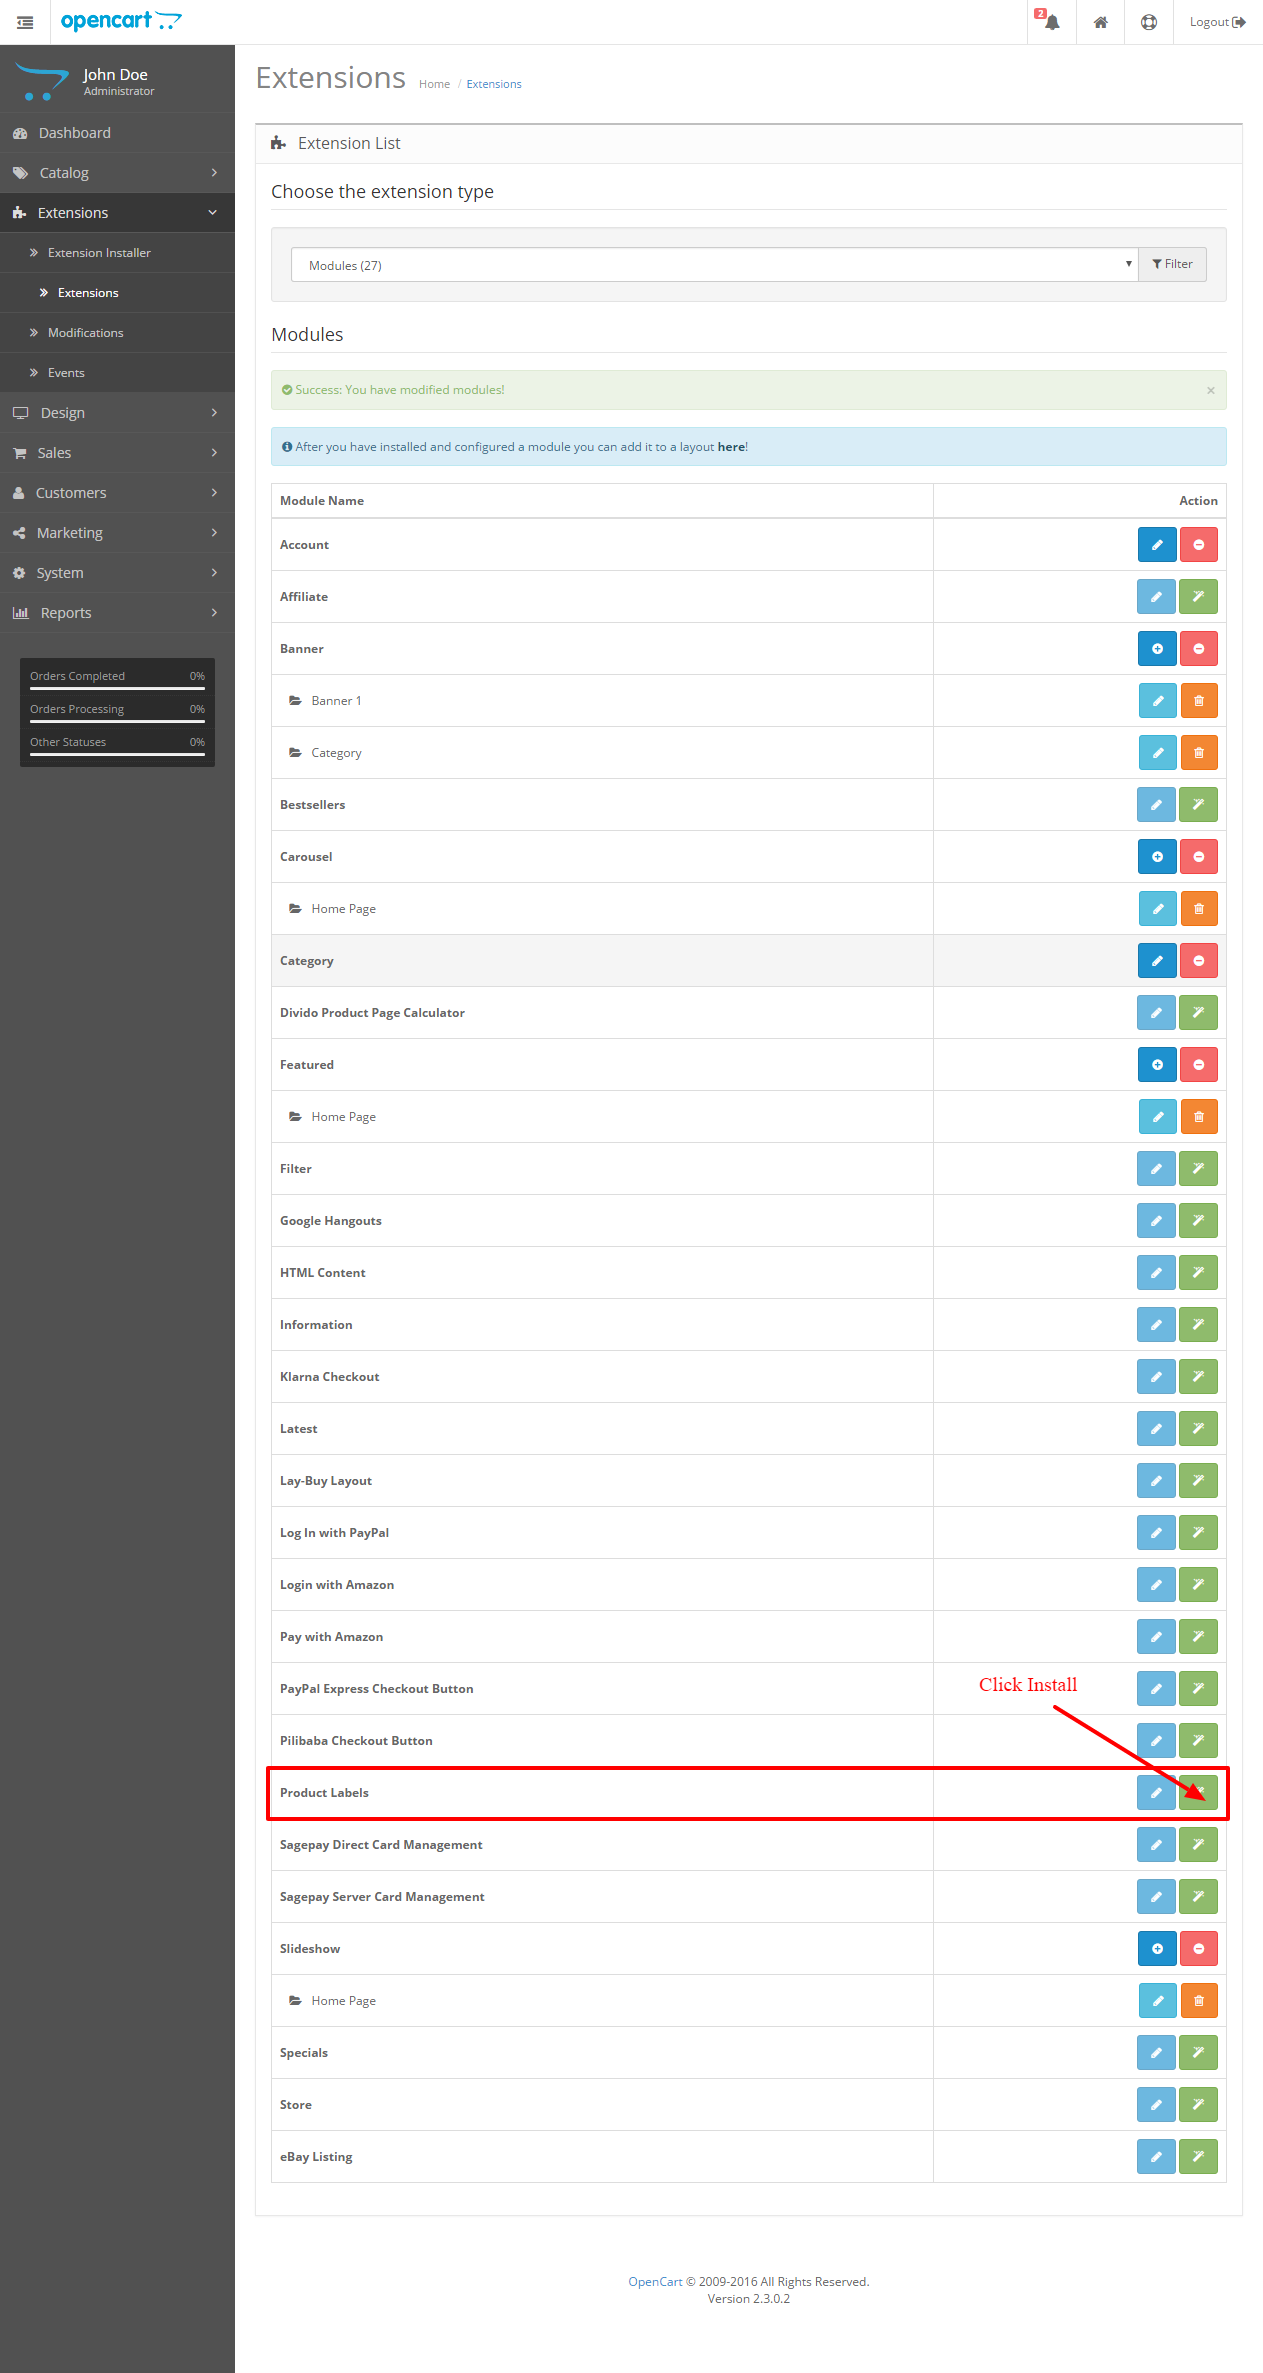 opencart
2
Logout
John Doe
Administrator
Dashboard
Catalog
Extensions
Extension Installer
Extensions
Modifications
Events
Design
Sales
Customers
Marketing
System
Reports
Orders Completed 0%
Orders Processing 0%
Other Statuses 0%
Extensions Home / Extensions
Extension List
Choose the extension type
Modules (27) Filter
Modules
Success: You have modified modules! ×
After you have installed and configured a module you can add it to a layout here!
Module Name Action
Account
Affiliate
Banner
Banner 1
Category
Bestsellers
Carousel
Home Page
Category
Divido Product Page Calculator
Featured
Home Page
Filter
Google Hangouts
HTML Content
Information
Klarna Checkout
Latest
Lay-Buy Layout
Log In with PayPal
Login with Amazon
Pay with Amazon
PayPal Express Checkout Button
Click Install
Pilibaba Checkout Button
Product Labels
Sagepay Direct Card Management
Sagepay Server Card Management
Slideshow
Home Page
Specials
Store
eBay Listing
OpenCart © 2009-2016 All Rights Reserved.
Version 2.3.0.2